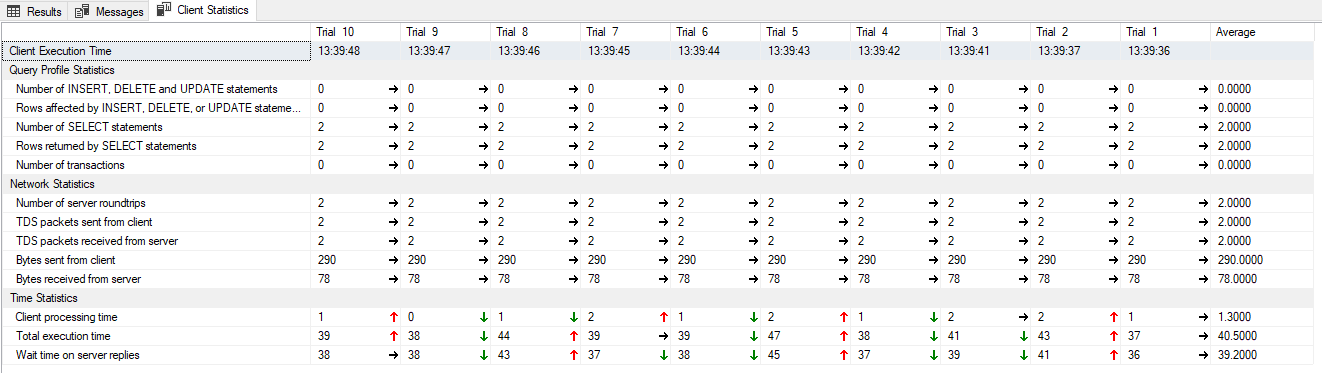 Results Messages Client Statistics
Trial 10 Trial 9 Trial 8 Trial 7 Trial 6 Trial 5 Trial 4 Trial 3 Trial 2 Trial 1 Average
Client Execution Time 13:39:48 13:39:47 13:39:46 13:39:45 13:39:44 13:39:43 13:39:42 13:39:41 13:39:37 13:39:36
Query Profile Statistics
Number of INSERT, DELETE and UPDATE statements 0 → 0 → 0 → 0 → 0 → 0 → 0 → 0 → 0 → 0 → 0.0000
Rows affected by INSERT, DELETE, or UPDATE stateme... 0 → 0 → 0 → 0 → 0 → 0 → 0 → 0 → 0 → 0 → 0.0000
Number of SELECT statements 2 → 2 → 2 → 2 → 2 → 2 → 2 → 2 → 2 → 2 → 2.0000
Rows returned by SELECT statements 2 → 2 → 2 → 2 → 2 → 2 → 2 → 2 → 2 → 2 → 2.0000
Number of transactions 0 → 0 → 0 → 0 → 0 → 0 → 0 → 0 → 0 → 0 → 0.0000
Network Statistics
Number of server roundtrips 2 → 2 → 2 → 2 → 2 → 2 → 2 → 2 → 2 → 2 → 2.0000
TDS packets sent from client 2 → 2 → 2 → 2 → 2 → 2 → 2 → 2 → 2 → 2 → 2.0000
TDS packets received from server 2 → 2 → 2 → 2 → 2 → 2 → 2 → 2 → 2 → 2 → 2.0000
Bytes sent from client 290 → 290 → 290 → 290 → 290 → 290 → 290 → 290 → 290 → 290 → 290.0000
Bytes received from server 78 → 78 → 78 → 78 → 78 → 78 → 78 → 78 → 78 → 78 → 78.0000
Time Statistics
Client processing time 1 ↑ 0 ↓ 1 ↓ 2 ↑ 1 ↓ 2 ↑ 1 ↓ 2 → 2 ↑ 1 → 1.3000
Total execution time 39 ↑ 38 ↓ 44 ↑ 39 → 39 ↓ 47 ↑ 38 ↓ 41 ↓ 43 ↑ 37 → 40.5000
Wait time on server replies 38 → 38 ↓ 43 ↑ 37 ↓ 38 ↓ 45 ↑ 37 ↓ 39 ↓ 41 ↑ 36 → 39.2000